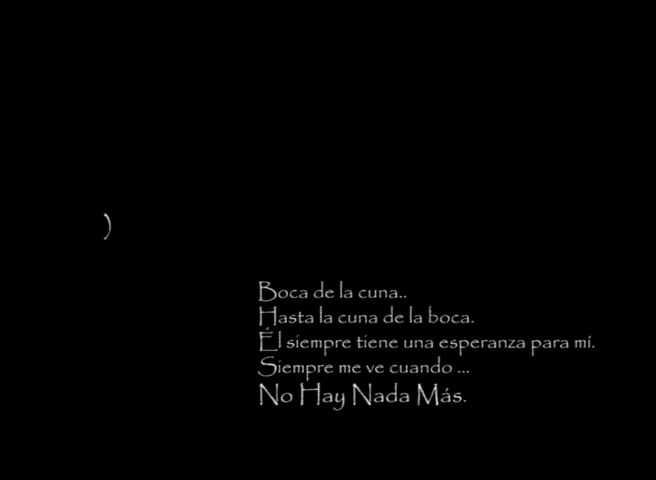 )
Boca de la cuna..
Hasta la cuna de la boca.
Él siempre tiene una esperanza para mí.
Siempre me ve cuando ...
No Hay Nada Más.